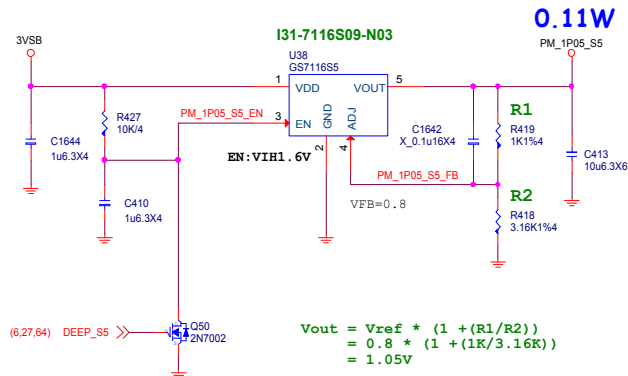 0.11W
I31-7116S09-N03
3VSB
PM_1P05_S5
U38
GS7116S5
1
VDD
VOUT
5
R427
10K/4
PM_1P05_S5_EN
3
EN
GND
ADJ
R1
C1644
1u6.3X4
C1642
X_0.1u16X4
R419
1K1%4
C413
10u6.3X6
EN:VIH1.6V
2
4
PM_1P05_S5_FB
R2
C410
1u6.3X4
VFB=0.8
R418
3.16K1%4
(6,27,64)
DEEP_S5
Q50
2N7002
Vout = Vref * (1 +(R1/R2))
= 0.8 * (1 +(1K/3.16K))
= 1.05V